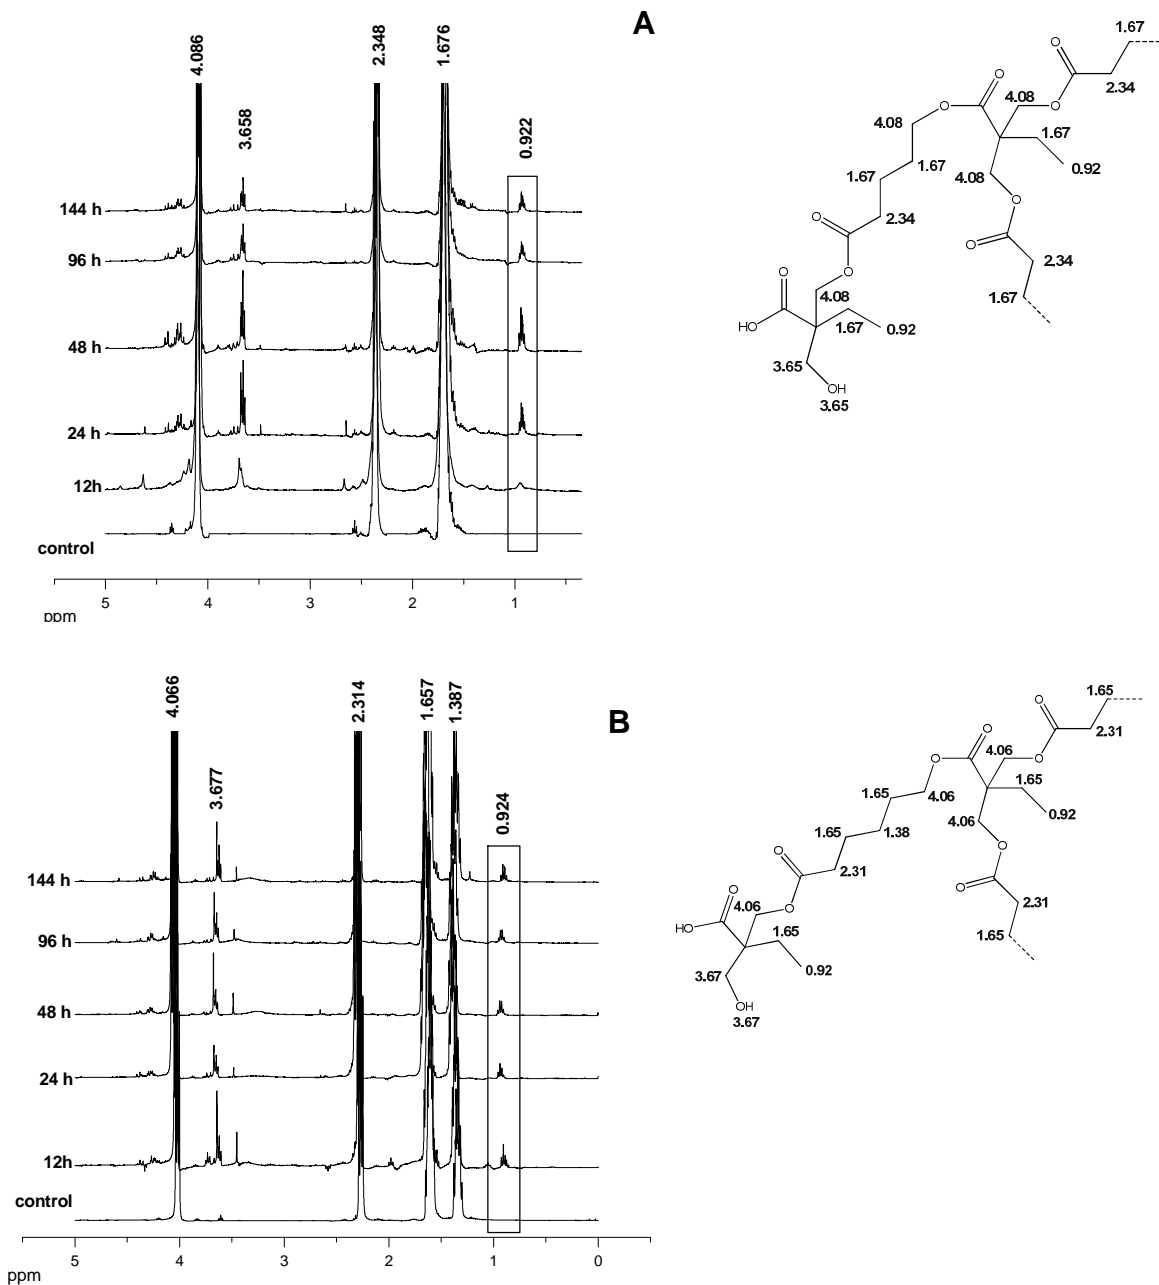 A
4.086
2.348
1.676
3.658
0.922
144 h
96 h
48 h
24 h
12h
control
5
4
3
2
1
ppm
1.67
O
O
2.34
O
4.08
O
4.08
1.67
0.92
1.67
1.67
4.08
O
2.34
O
O
O
2.34
1.67
O
4.08
HO
1.67
0.92
3.65
OH
3.65
B
4.066
2.314
1.657
1.387
3.677
0.924
144 h
96 h
48 h
24 h
12h
control
5
4
3
2
1
0
ppm
1.65
O
O
2.31
O
4.06
O
1.65
4.06
1.65
0.92
4.06
1.65
1.38
O
2.31
O
O
O
2.31
1.65
O
4.06
HO
1.65
0.92
3.67
OH
3.67